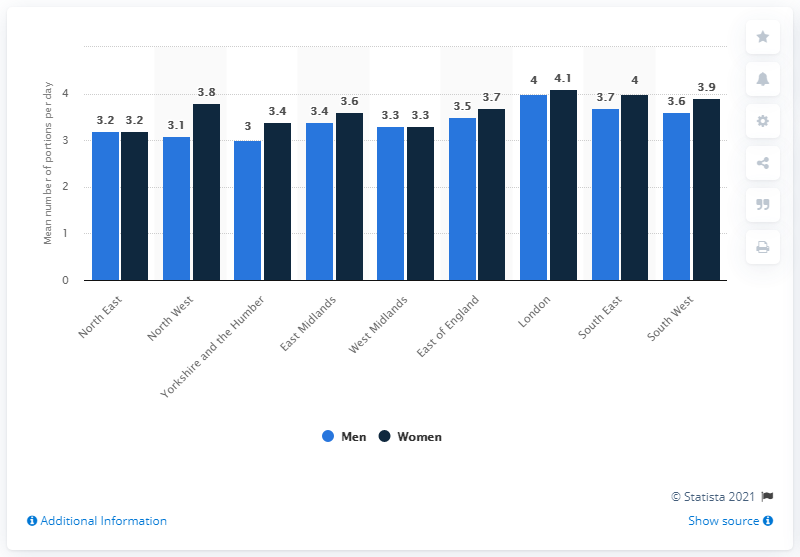 Mean number of portions per day
4
3
2
1
0
3.2 3.2 3.1 3.8 3 3.4 3.4 3.6 3.3 3.3 3.5 3.7 4 4.1 3.7 4 3.6 3.9
North East
North West
Yorkshire and the Humber
East Midlands
West Midlands
East of England
London
South East
South West
Men Women
© Statista 2021
Additional Information
Show source